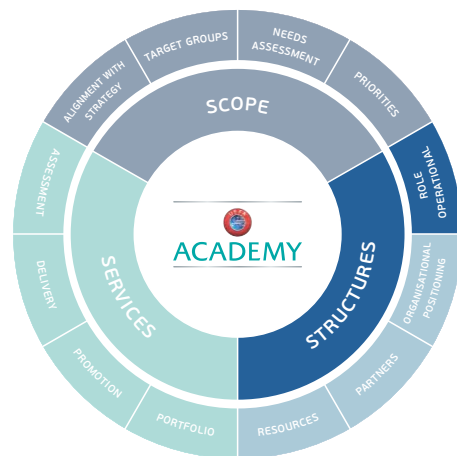 ALIGNMENT WITH
STRATEGY
TARGET GROUPS
NEEDS
ASSESSMENT
PRIORITIES
ROLE
OPERATIONAL
ORGANISATIONAL
POSITIONING
PARTNERS
RESOURCES
PORTFOLIO
PROMOTION
DELIVERY
ASSESSMENT
SCOPE
STRUCTURES
SERVICES
ACADEMY